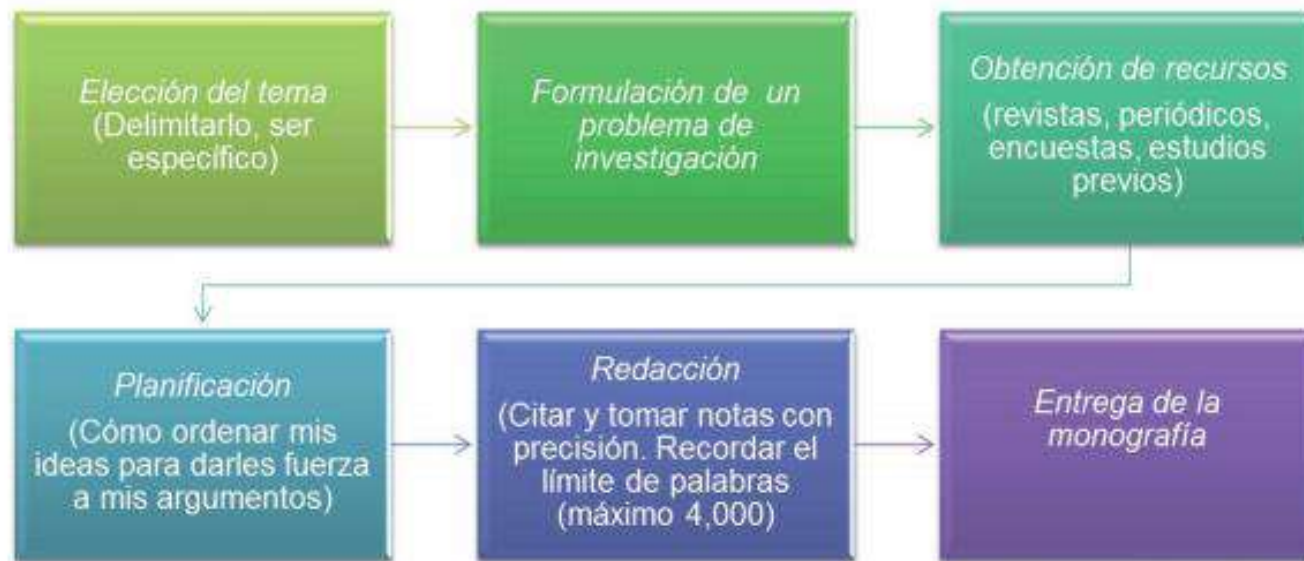 Elección del tema
(Delimitarlo, ser
específico)
Formulación de un
problema de
investigación
Obtención de recursos
(revistas, periódicos,
encuestas, estudios
previos)
Planificación
(Cómo ordenar mis
ideas para darles fuerza
a mis argumentos)
Redacción
(Citar y tomar notas con
precisión. Recordar el
límite de palabras
(máximo 4,000)
Entrega de la
monografía